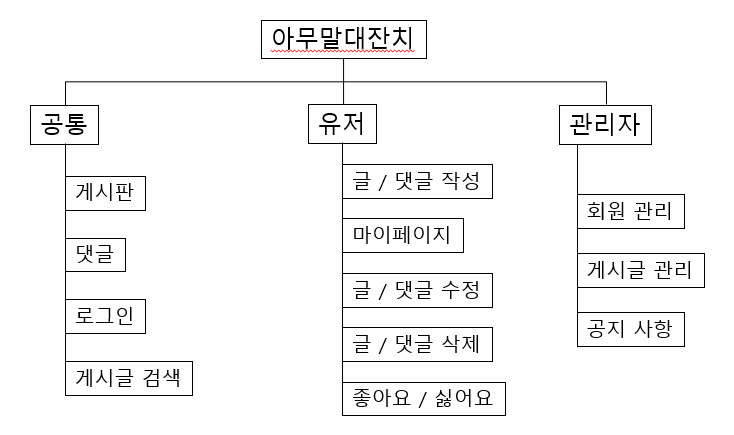 아무말대잔치
공통
게시판
댓글
로그인
게시글 검색
유저
글 / 댓글 작성
마이페이지
글 / 댓글 수정
글 / 댓글 삭제
좋아요 / 싫어요
관리자
회원 관리
게시글 관리
공지 사항